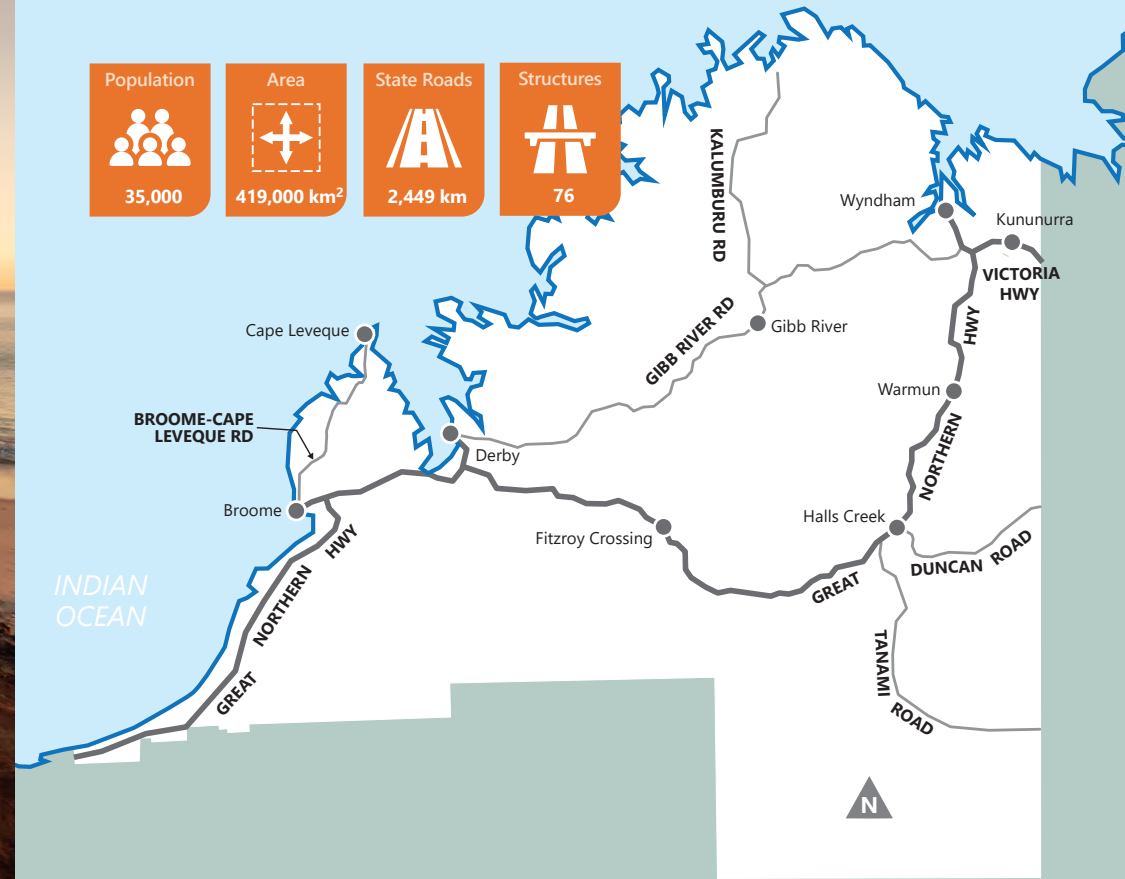 Population
35,000
Area
419,000 km²
State Roads
2,449 km
Structures
76
KALUMBURU RD
Wyndham
Kununurra
VICTORIA
HWY
Cape Leveque
GIBB RIVER RD
Gibb River
HWY
Warmun
BROOME-CAPE
LEVEQUE RD
Derby
NORTHERN
Broome
Fitzroy Crossing
Halls Creek
HWY
DUNCAN ROAD
GREAT
INDIAN
OCEAN
NORTHERN
GREAT
TANAMI
ROAD
N